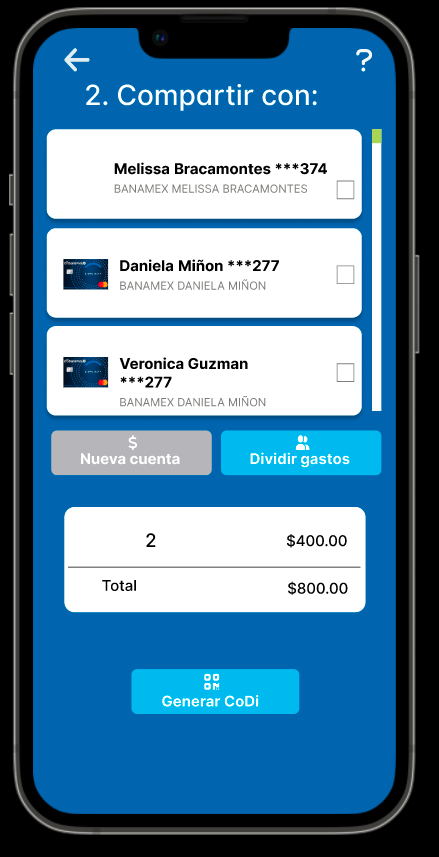 ?
2. Compartir con:
Melissa Bracamontes ***374
BANAMEX MELISSA BRACAMONTES
Daniela Miñon ***277
BANAMEX DANIELA MIÑON
Veronica Guzman
***277
BANAMEX DANIELA MIÑON
$
Nueva cuenta
Dividir gastos
2 $400.00
Total $800.00
Generar CoDi